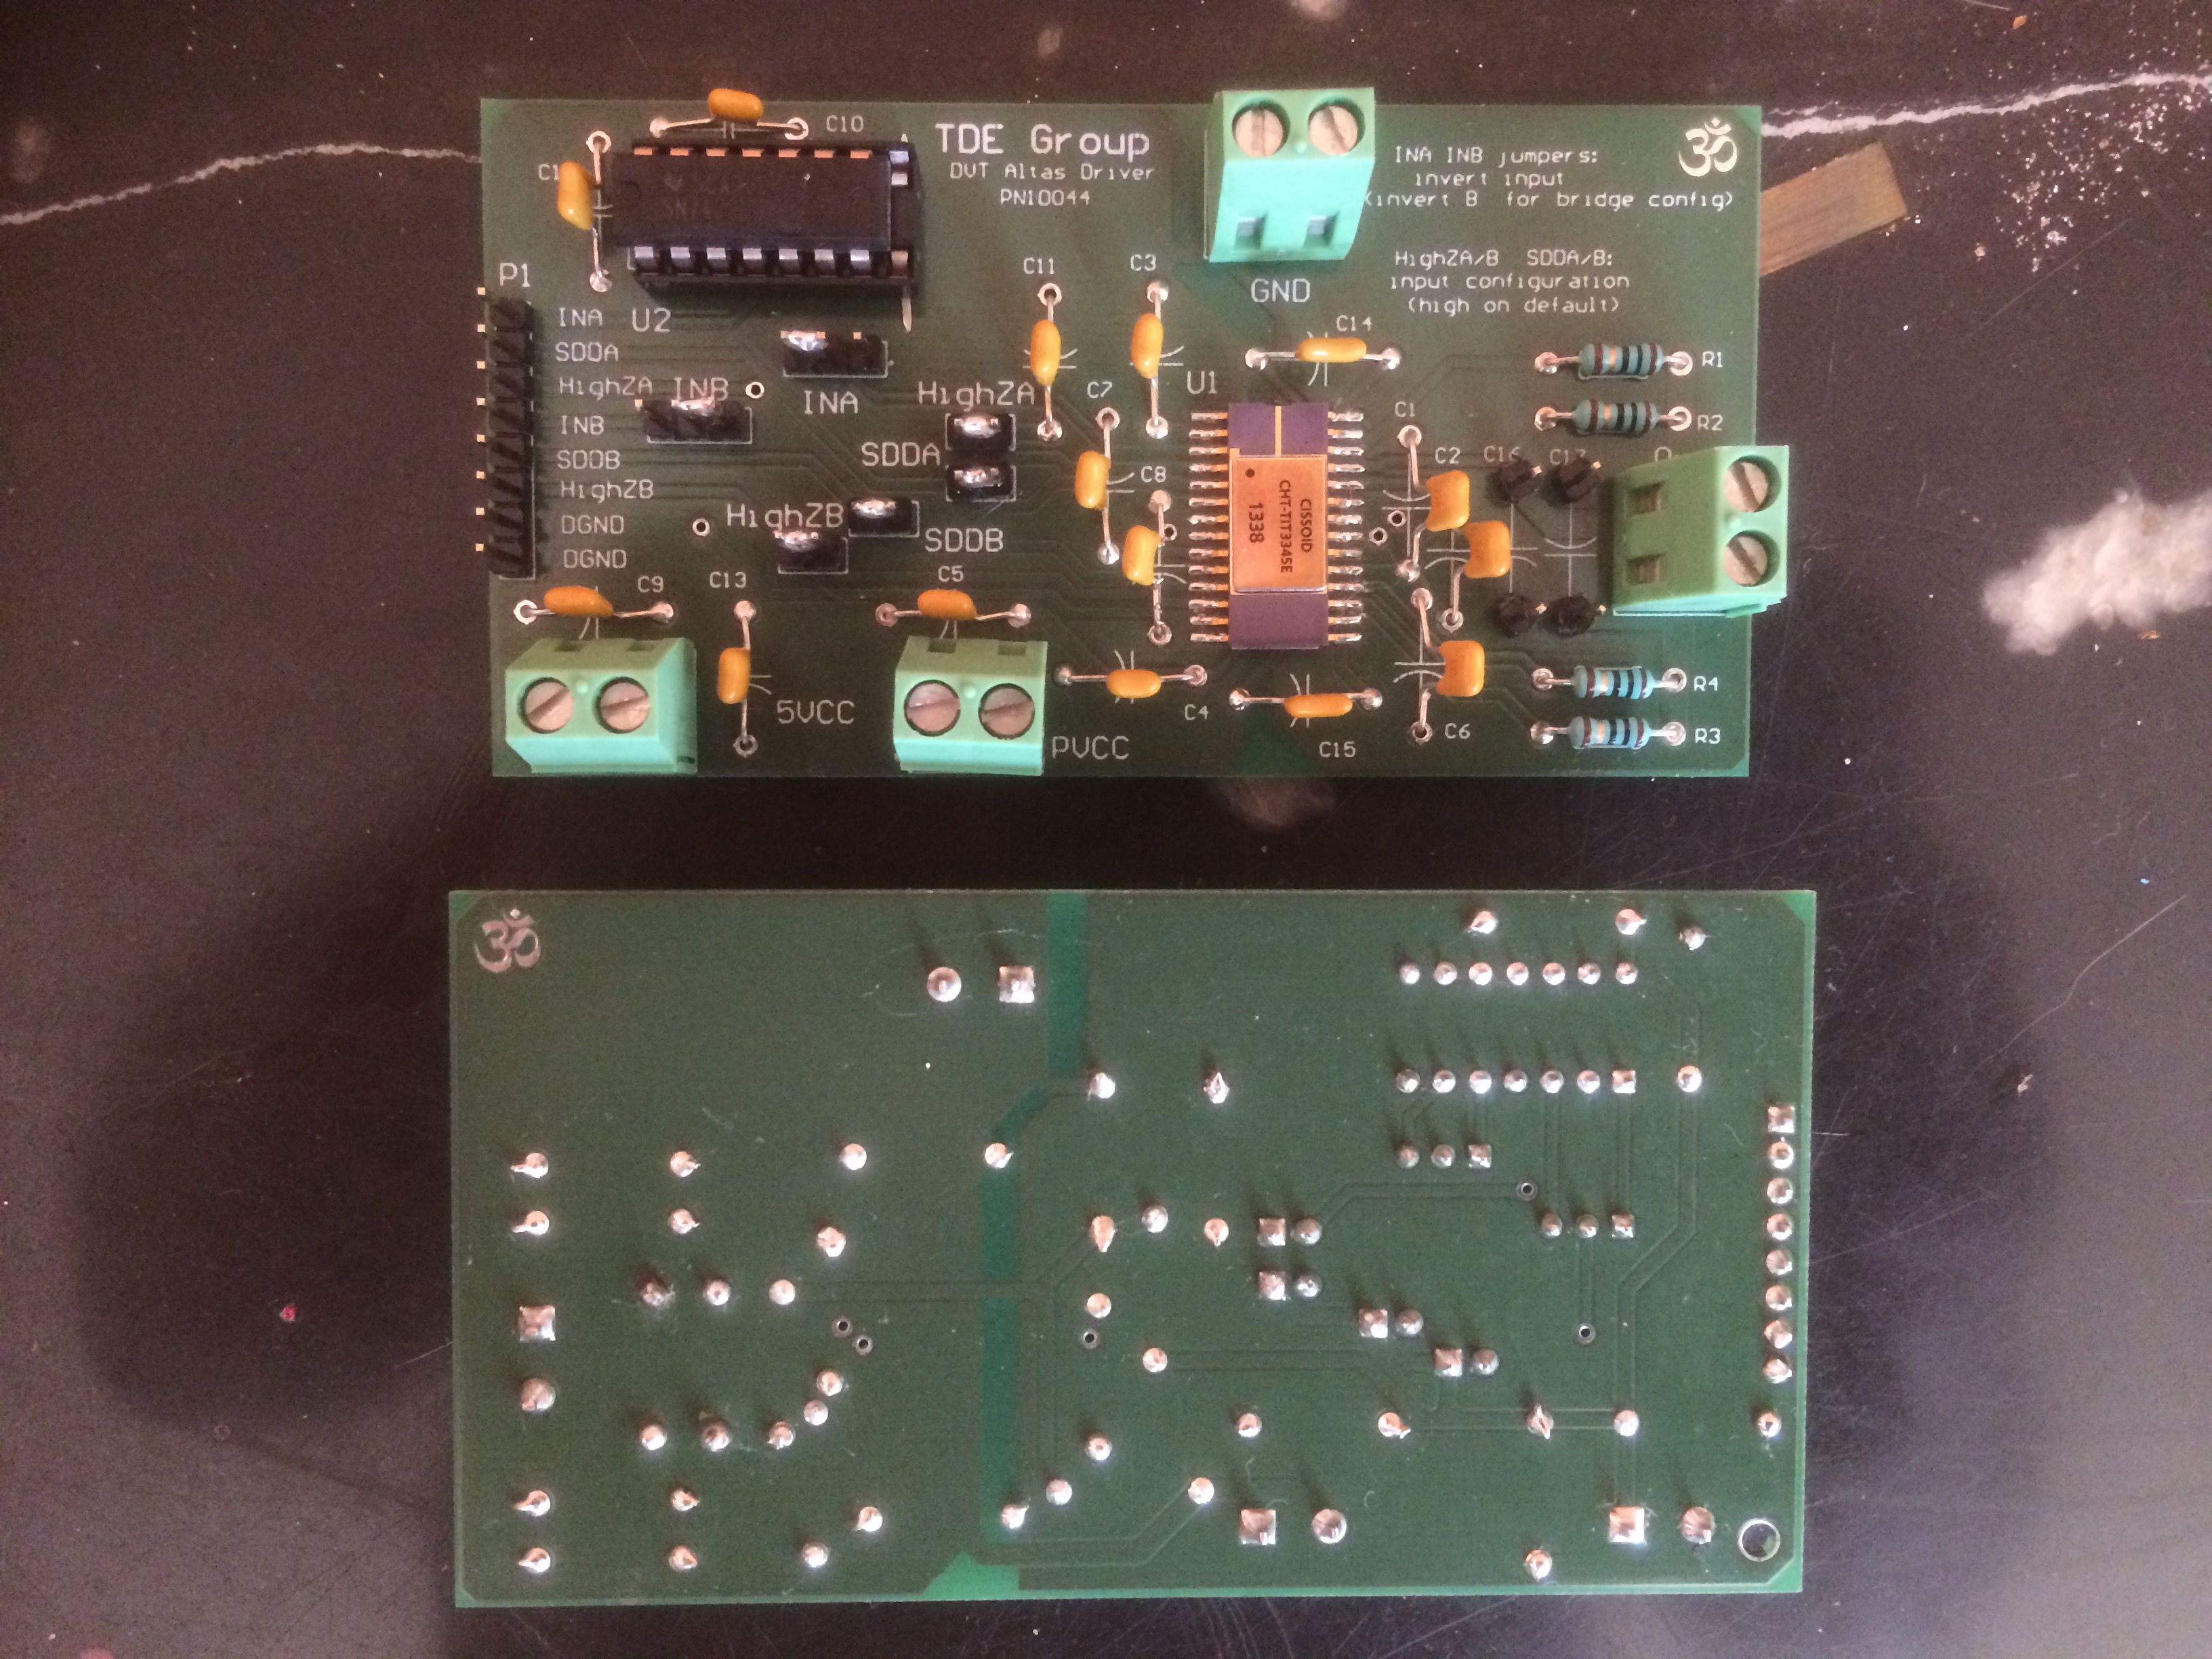 C10
TDE Group
DVT Altas Driver
PN10044
INA INB jumpers:
invert input
(invert B for bridge config)
ॐ
HighZA/B SDDA/B:
input configuration
(high on default)
GND
P1
U2
INA
SDDA
HighZA
INB
SDDB
HighZB
DGND
DGND
INB
INA
HighZA
SDDA
HighZB
SDDB
C11
C3
C14
U1
C7
C8
C1
C2
C16
C17
R1
R2
R4
R3
CISSOID
CHT-TIT3345E
1338
C9
C13
C5
5VCC
PVCC
C4
C15
C6
ॐ